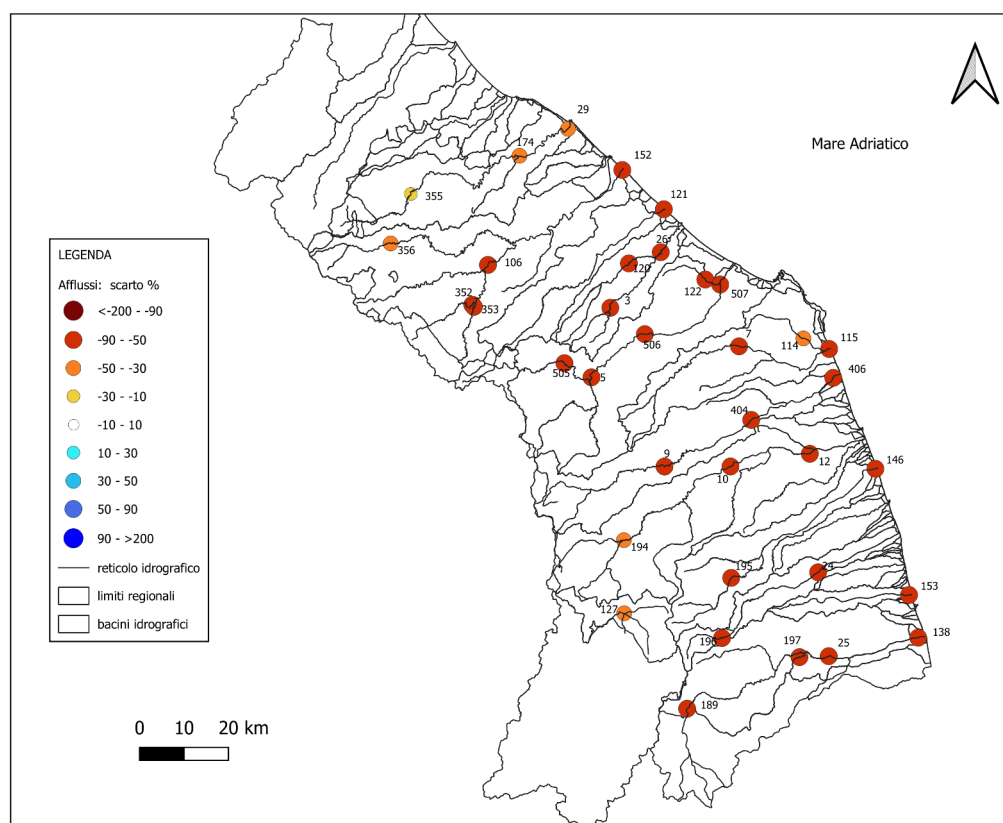 29
174
Mare Adriatico
152
355
121
356
26
120
106
122
507
352
353
3
506
7
114
115
406
505
5
404
9
10
12
146
194
195
24
127
153
196
197
25
138
189
LEGENDA
Afflussi: scarto %
<-200 - -90
-90 - -50
-50 - -30
-30 - -10
-10 - 10
10 - 30
30 - 50
50 - 90
90 - >200
reticolo idrografico
limiti regionali
bacini idrografici
0 10 20 km